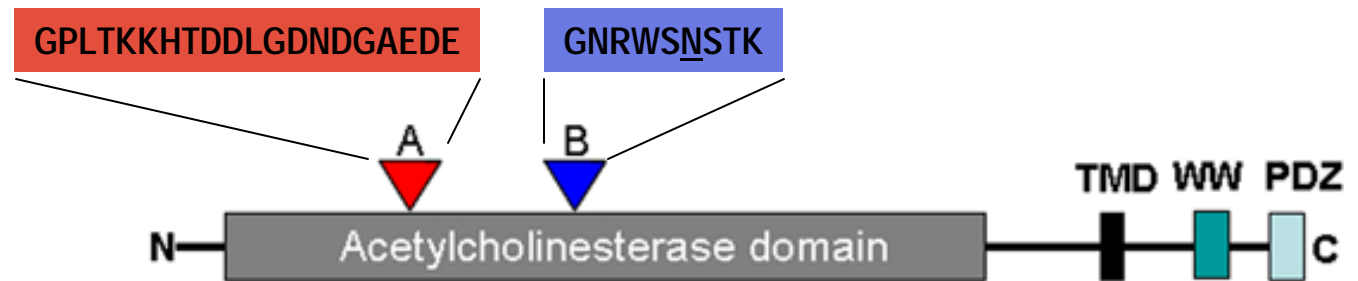 GPLTKKHTDDLGDNDGAEDE GNRWSNSTK
A B
TMD WW PDZ
N Acetylcholinesterase domain C